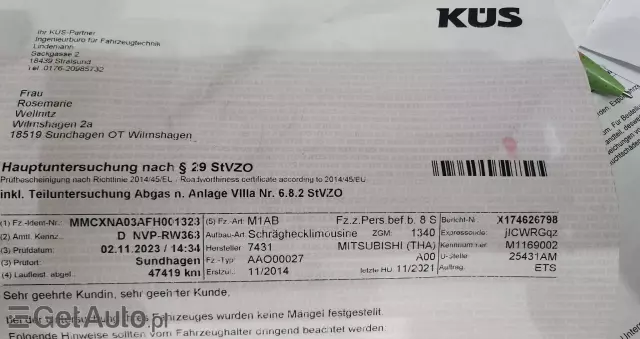 KÜS
Ihr KÜS-Partner
Ingenieurbüro für Fahrzeugtechnik
Lindemann
Sackgasse 2
18439 Stralsund
Tel. 0176-20985732
Frau
Rosemarie
Wellnitz
Wilmshagen 2a
18519 Sundhagen OT Wilmshagen
Hauptuntersuchung nach § 29 StVZO
Prüfbescheinigung nach Richtlinie 2014/45/EU - Roadworthiness certificate according to 2014/45/EU
inkl. Teiluntersuchung Abgas n. Anlage VIIIa Nr. 6.8.2 StVZO
(1) Fz.-Ident-Nr.: MMCXNA03AFH001323 (5) Fz.-Art M1AB Fz.z.Pers.bef b. 8 S Bericht-Nr. X174626798
(2) Amtl. Kennz.: D NVP-RW363 Aufbau-Art Schräghecklimousine ZGM: 1340 Expresscode: jICWRGqz
(3) Prüfdatum: 02.11.2023 / 14:34 Hersteller 7431 MITSUBISHI (THA) Kennnummer: M1169002
(3) Prüfort: Sundhagen Fz.-Typ: AAO00027 A00 U-Stelle: 25431AM
(4) Laufleist. abgel. 47419 km Erstzul.: 11/2014 letzte HU 11/2021 Auftrag. ETS
Sehr geehrte Kundin, sehr geehrter Kunde,
bei der Untersuchung Ihres Fahrzeuges wurden keine Mängel festgestellt.
Folgende Hinweise sollten vom Fahrzeughalter dringend beachtet werden.
GetAuto.pl